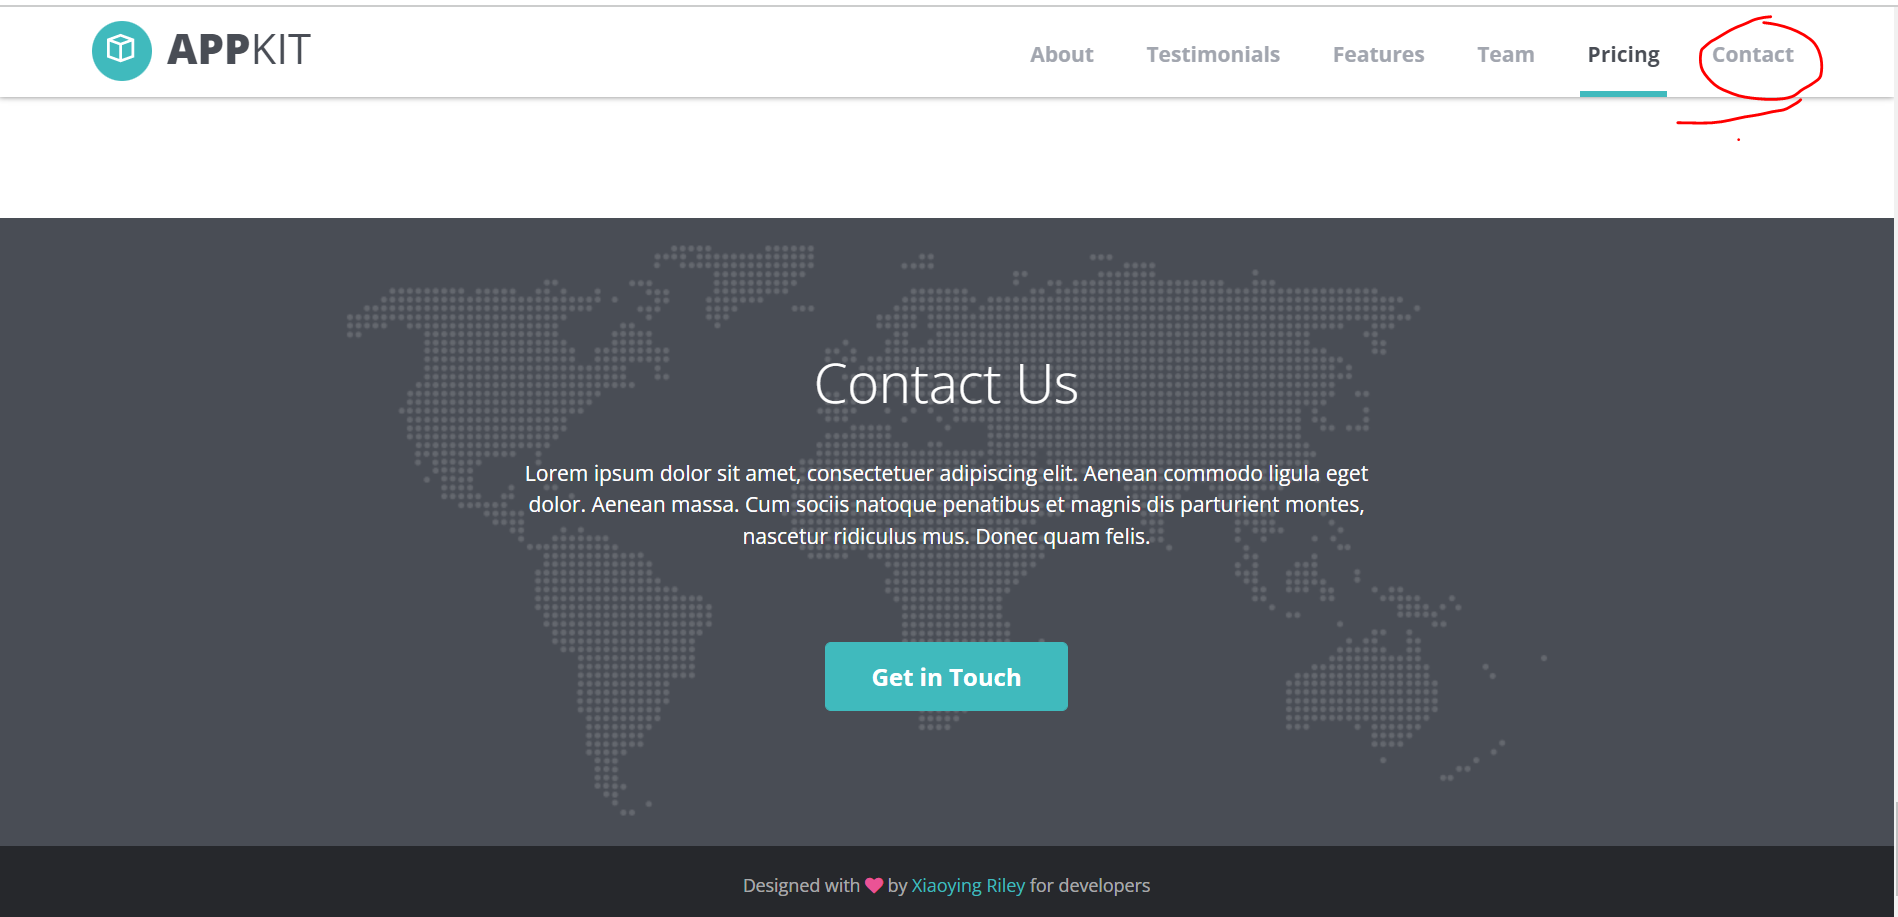 APPKIT
About Testimonials Features Team Pricing Contact
Contact Us
Lorem ipsum dolor sit amet, consectetuer adipiscing elit. Aenean commodo ligula eget
dolor. Aenean massa. Cum sociis natoque penatibus et magnis dis parturient montes,
nascetur ridiculus mus. Donec quam felis.
Get in Touch
Designed with by Xiaoying Riley for developers